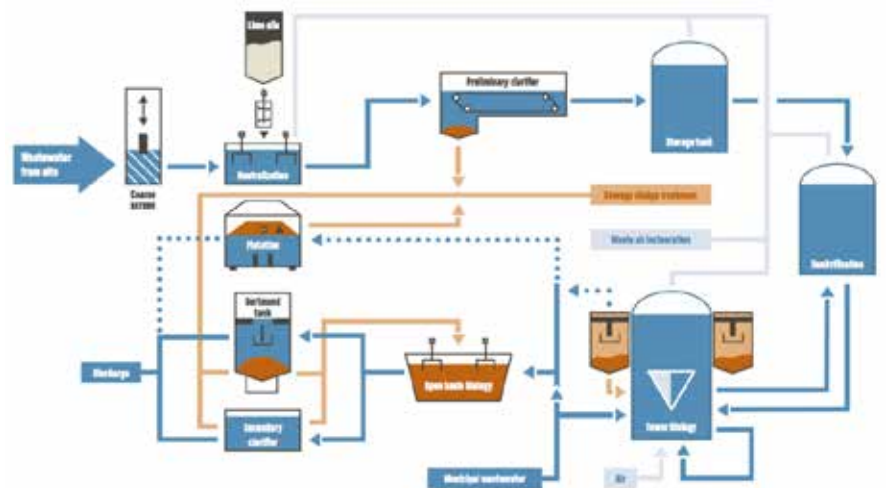 Lime silo
Preliminary clarifier
Storage tank
Wastewater
from site
Coarse
screen
Neutralization
Sewage sludge treatment
Flotation
Waste air incineration
Denitrification
Dortmund
tank
Discharge
Open basin biology
Secondary
clarifier
Tower biology
Municipal wastewater
Air